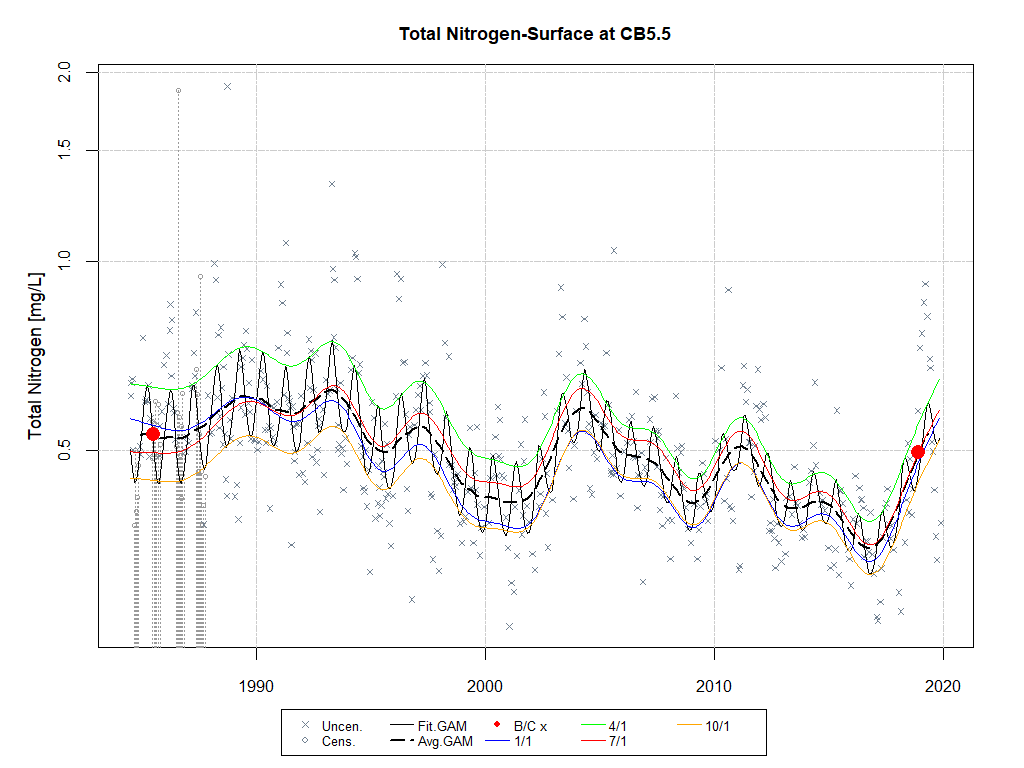 Total Nitrogen-Surface at CB5.5
Total Nitrogen [mg/L]
2.0
1.5
1.0
0.5
1990 2000 2010 2020
Uncen. Fit.GAM B/C x 4/1 10/1
Cens. Avg.GAM 1/1 7/1